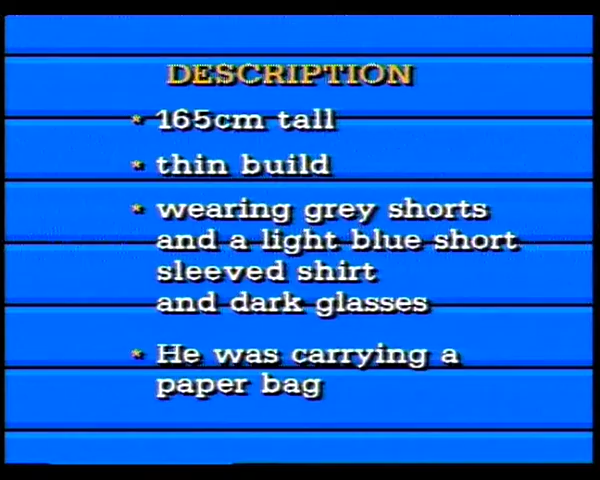 DESCRIPTION
* 165cm tall
* thin build
* wearing grey shorts
and a light blue short
sleeved shirt
and dark glasses
* He was carrying a
paper bag